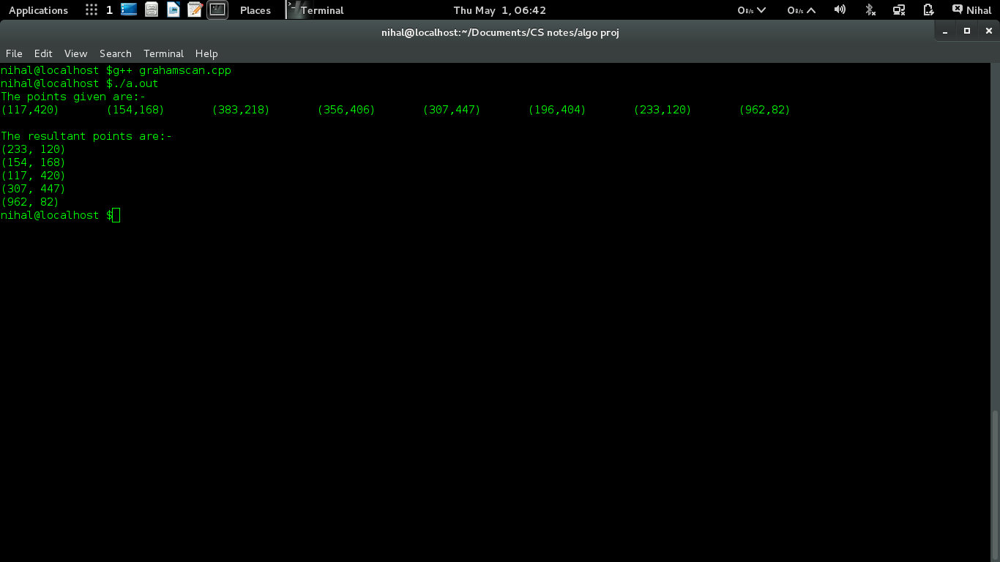 Applications 1 Places Terminal Thu May 1, 06:42 0B/s 0B/s Nihal
nihal@localhost:~/Documents/CS notes/algo proj
File Edit View Search Terminal Help
nihal@localhost $g++ grahamscan.cpp
nihal@localhost $./a.out
The points given are:-
(117,420) (154,168) (383,218) (356,406) (307,447) (196,404) (233,120) (962,82)
The resultant points are:-
(233, 120)
(154, 168)
(117, 420)
(307, 447)
(962, 82)
nihal@localhost $